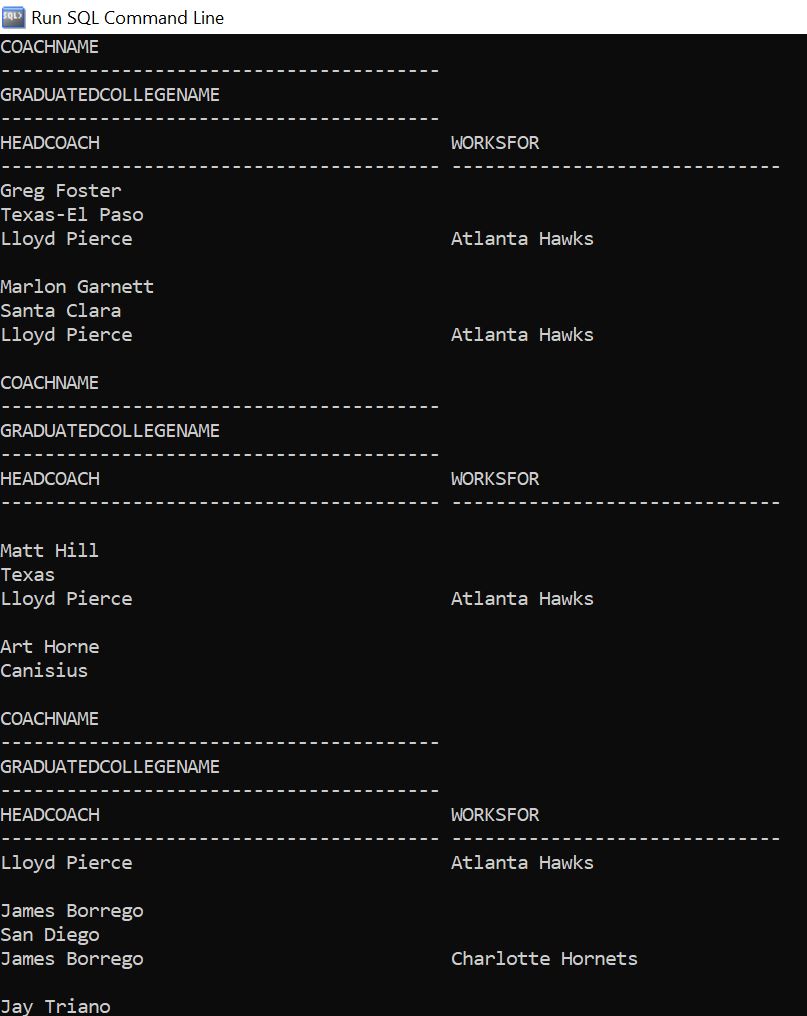 SQL> Run SQL Command Line
COACHNAME
----------------------------------------
GRADUATEDCOLLEGENAME
----------------------------------------
HEADCOACH WORKSFOR
---------------------------------------- ------------------------------
Greg Foster
Texas-El Paso
Lloyd Pierce Atlanta Hawks
Marlon Garnett
Santa Clara
Lloyd Pierce Atlanta Hawks
COACHNAME
----------------------------------------
GRADUATEDCOLLEGENAME
----------------------------------------
HEADCOACH WORKSFOR
---------------------------------------- ------------------------------
Matt Hill
Texas
Lloyd Pierce Atlanta Hawks
Art Horne
Canisius
COACHNAME
----------------------------------------
GRADUATEDCOLLEGENAME
----------------------------------------
HEADCOACH WORKSFOR
---------------------------------------- ------------------------------
Lloyd Pierce Atlanta Hawks
James Borrego
San Diego
James Borrego Charlotte Hornets
Jay Triano